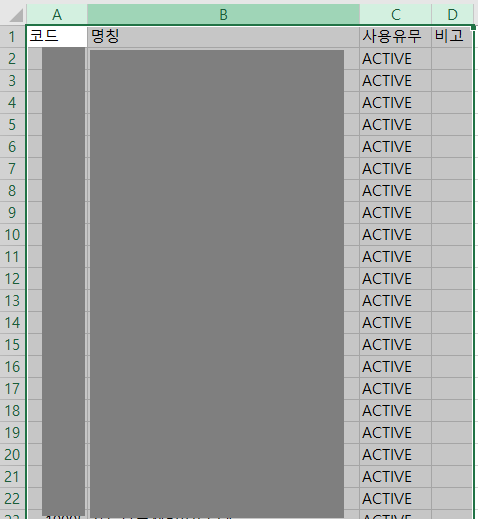 A B C D
1 코드 명칭 사용유무 비고
2 ACTIVE
3 ACTIVE
4 ACTIVE
5 ACTIVE
6 ACTIVE
7 ACTIVE
8 ACTIVE
9 ACTIVE
10 ACTIVE
11 ACTIVE
12 ACTIVE
13 ACTIVE
14 ACTIVE
15 ACTIVE
16 ACTIVE
17 ACTIVE
18 ACTIVE
19 ACTIVE
20 ACTIVE
21 ACTIVE
22 ACTIVE
23 ACTIVE